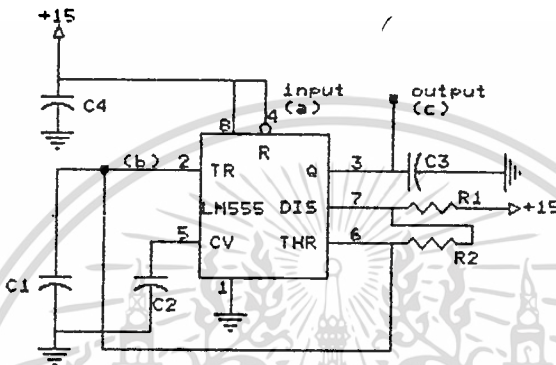 +15
C4
input
(a)
output
(c)
8
4
R
(b)
2
TR
Q
3
C3
LM555
DIS
7
R1
+15
5
CV
THR
6
R2
C1
C2
1